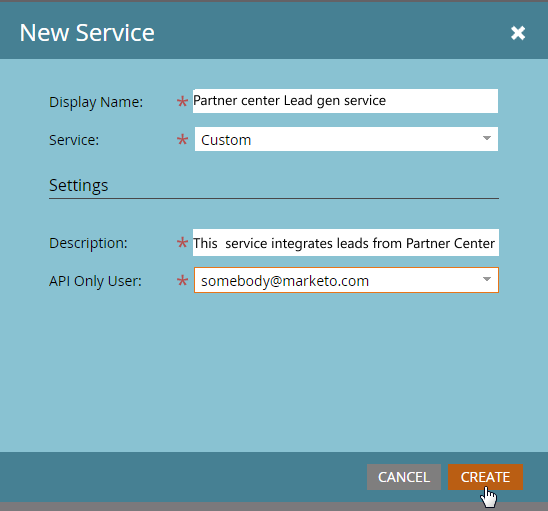 New Service
Display Name: * Partner center Lead gen service
Service: * Custom
Settings
Description: * This  service integrates leads from Partner Center
API Only User: * somebody@marketo.com
CANCEL CREATE